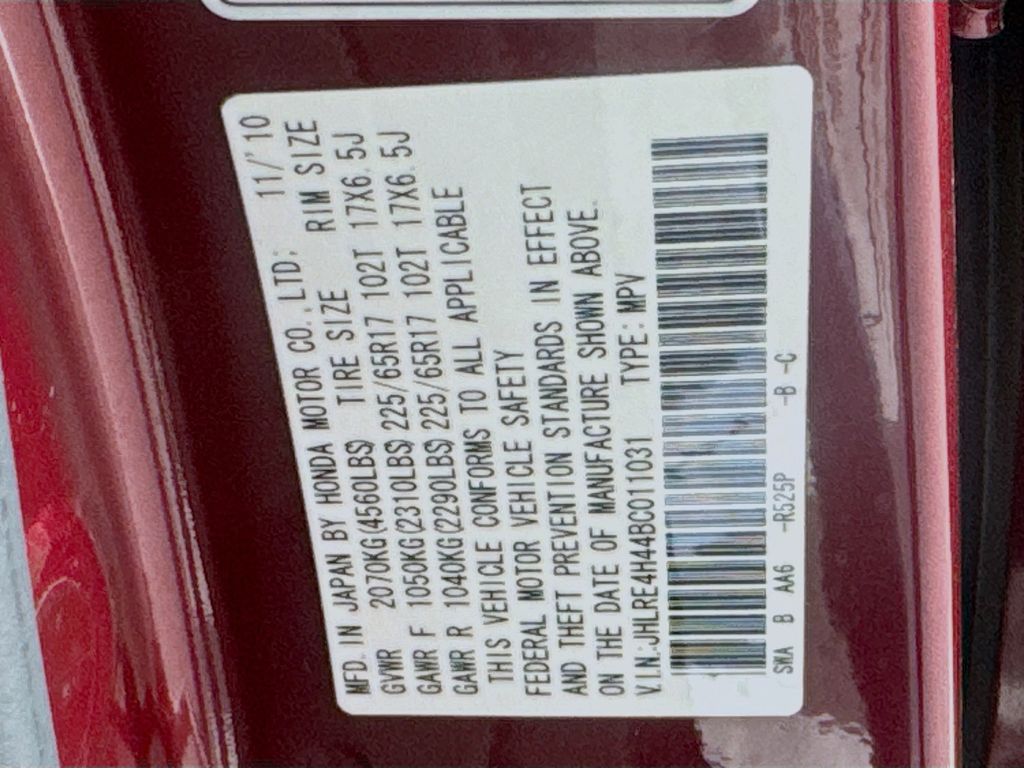 MFD. IN JAPAN BY HONDA MOTOR CO., LTD; 11/'10
GVWR 2070KG(4560LBS) TIRE SIZE RIM SIZE
GAWR F 1050KG(2310LBS) 225/65R17 102T 17X6.5J
GAWR R 1040KG(2290LBS) 225/65R17 102T 17X6.5J
THIS VEHICLE CONFORMS TO ALL APPLICABLE
FEDERAL MOTOR VEHICLE SAFETY
AND THEFT PREVENTION STANDARDS IN EFFECT
ON THE DATE OF MANUFACTURE SHOWN ABOVE.
V.I.N.:JHLRE4H44BC011031 TYPE: MPV
SWA B AA6 -R525P -B -C